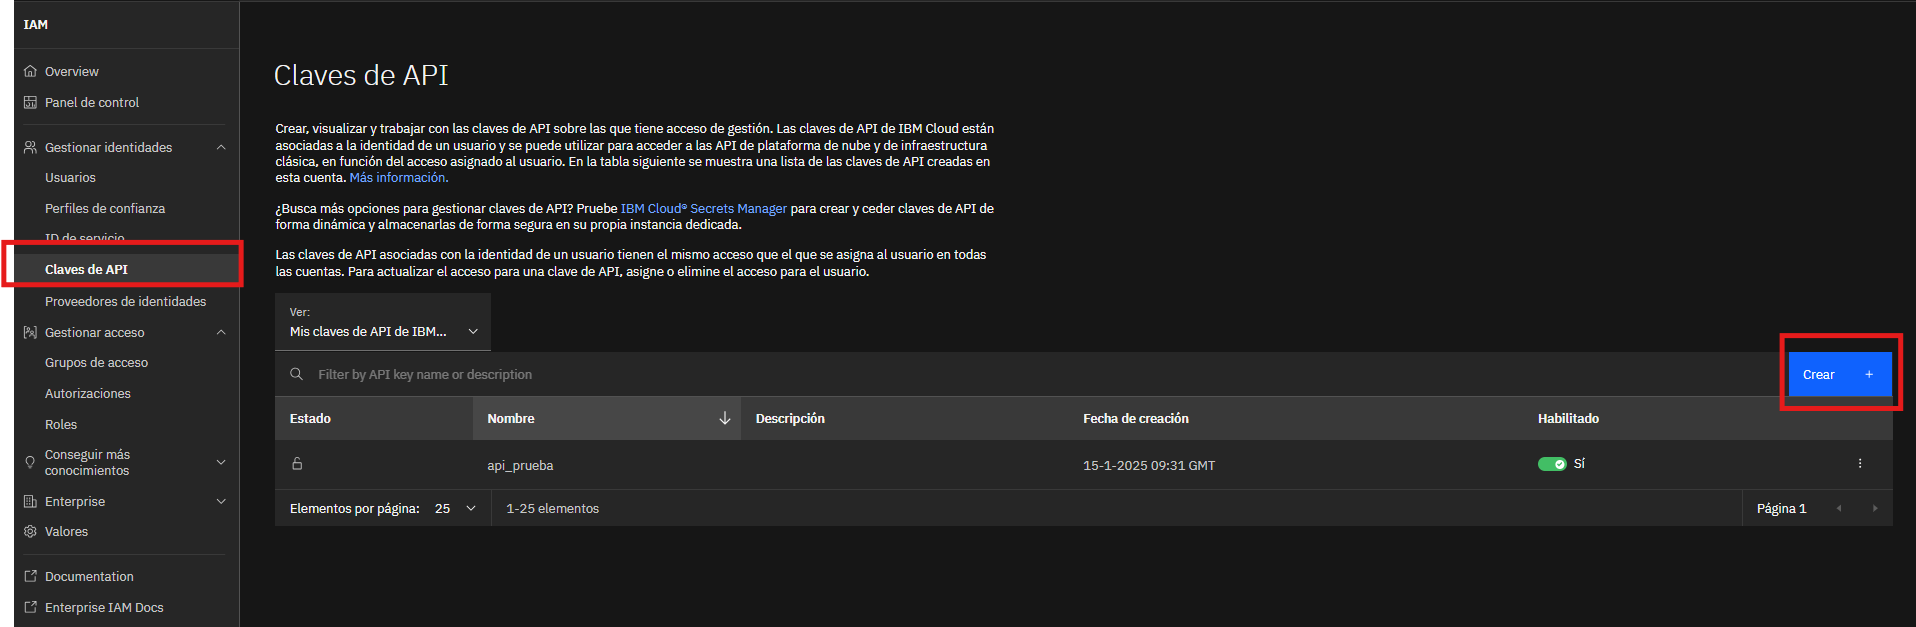 IAM
Overview
Panel de control
Gestionar identidades
Usuarios
Perfiles de confianza
ID de servicio
Claves de API
Proveedores de identidades
Gestionar acceso
Grupos de acceso
Autorizaciones
Roles
Conseguir más
conocimientos
Enterprise
Valores
Documentation
Enterprise IAM Docs
Claves de API
Crear, visualizar y trabajar con las claves de API sobre las que tiene acceso de gestión. Las claves de API de IBM Cloud están
asociadas a la identidad de un usuario y se puede utilizar para acceder a las API de plataforma de nube y de infraestructura
clásica, en función del acceso asignado al usuario. En la tabla siguiente se muestra una lista de las claves de API creadas en
esta cuenta. Más información.
¿Busca más opciones para gestionar claves de API? Pruebe IBM Cloud® Secrets Manager para crear y ceder claves de API de
forma dinámica y almacenarlas de forma segura en su propia instancia dedicada.
Las claves de API asociadas con la identidad de un usuario tienen el mismo acceso que el que se asigna al usuario en todas
las cuentas. Para actualizar el acceso para una clave de API, asigne o elimine el acceso para el usuario.
Ver:
Mis claves de API de IBM...
Filter by API key name or description
Crear +
Estado Nombre Descripción Fecha de creación Habilitado
api_prueba 15-1-2025 09:31 GMT Sí
Elementos por página: 25 1-25 elementos Página 1